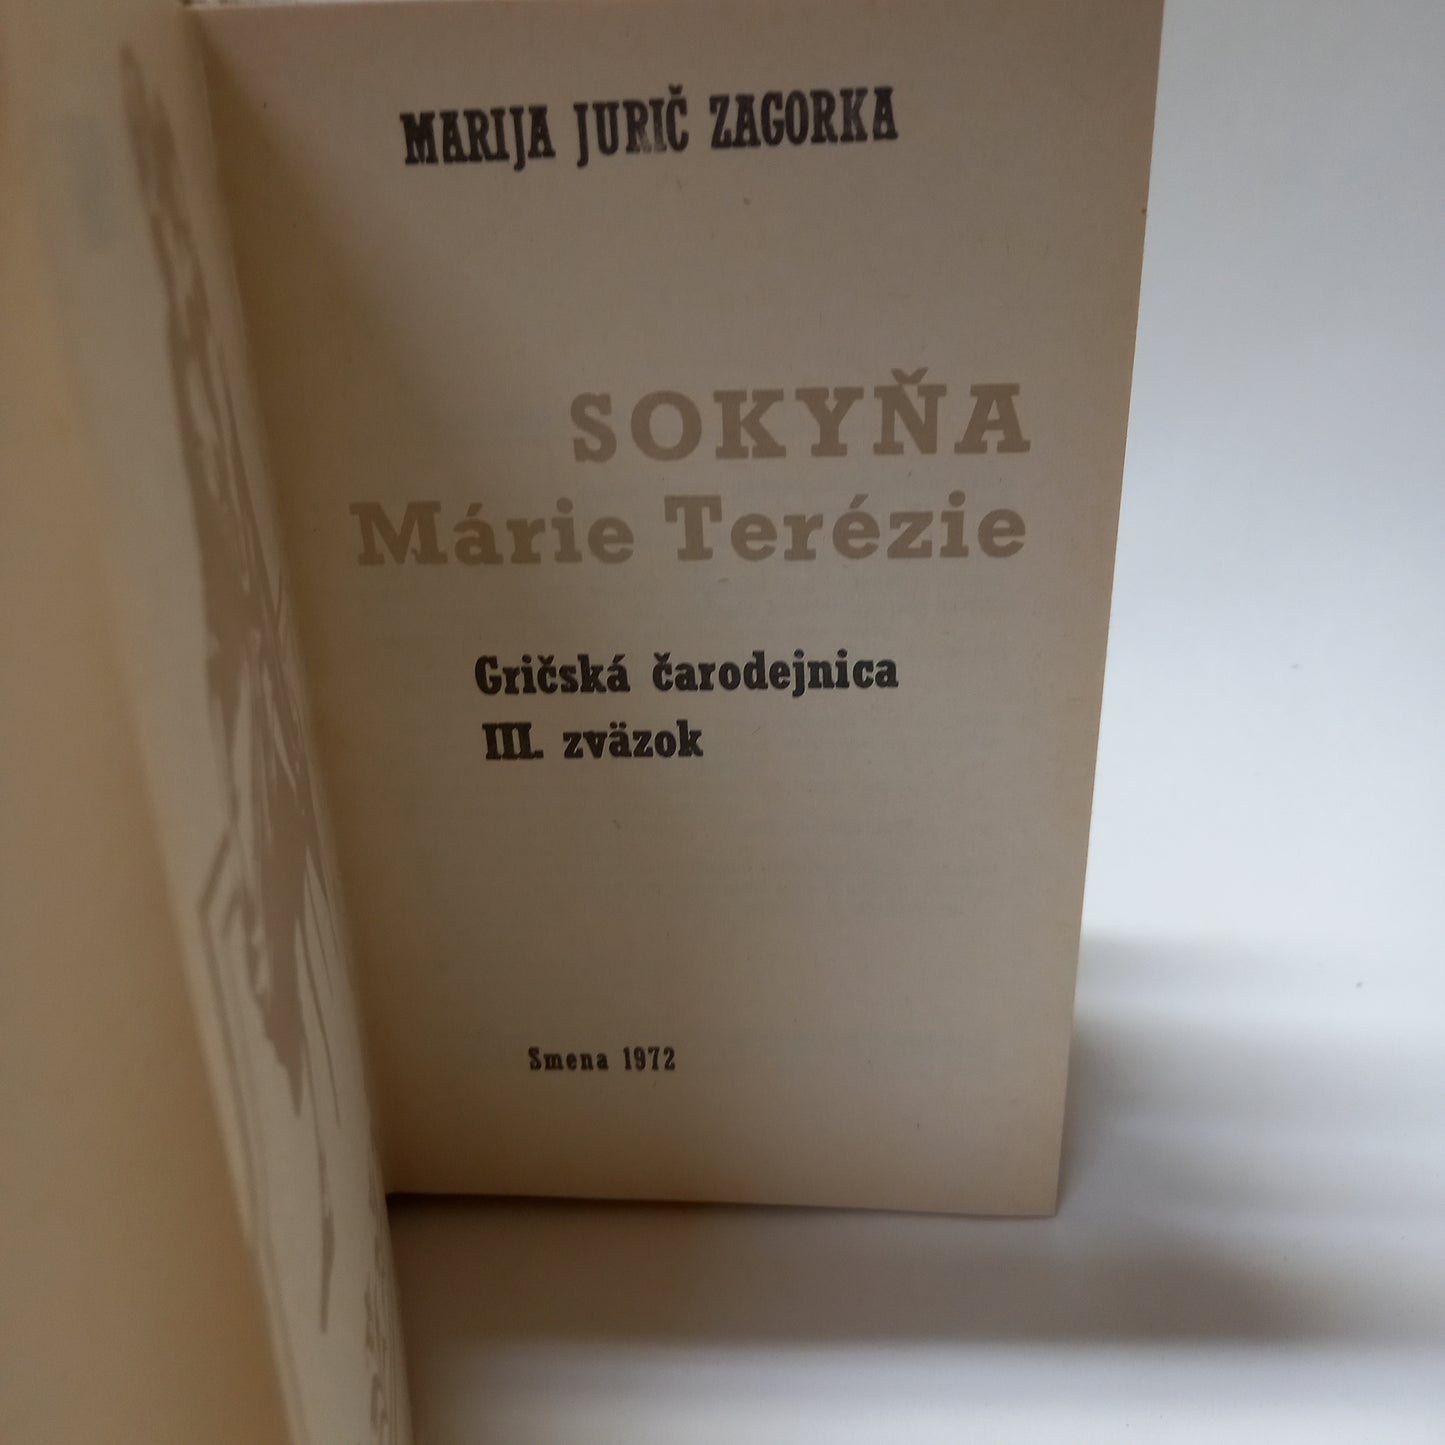 MARIJA JURIČ ZAGORKA
SOKYŇA
Márie Terézie
Gričská čarodejnica
III. zväzok
Smena 1972